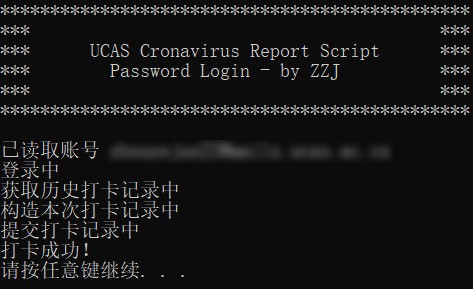 ***********************************************
***                                         ***
***      UCAS Cronavirus Report Script      ***
***        Password Login - by ZZJ          ***
***                                         ***
***********************************************
已读取账号
登录中
获取历史打卡记录中
构造本次打卡记录中
提交打卡记录中
打卡成功!
请按任意键继续. . .